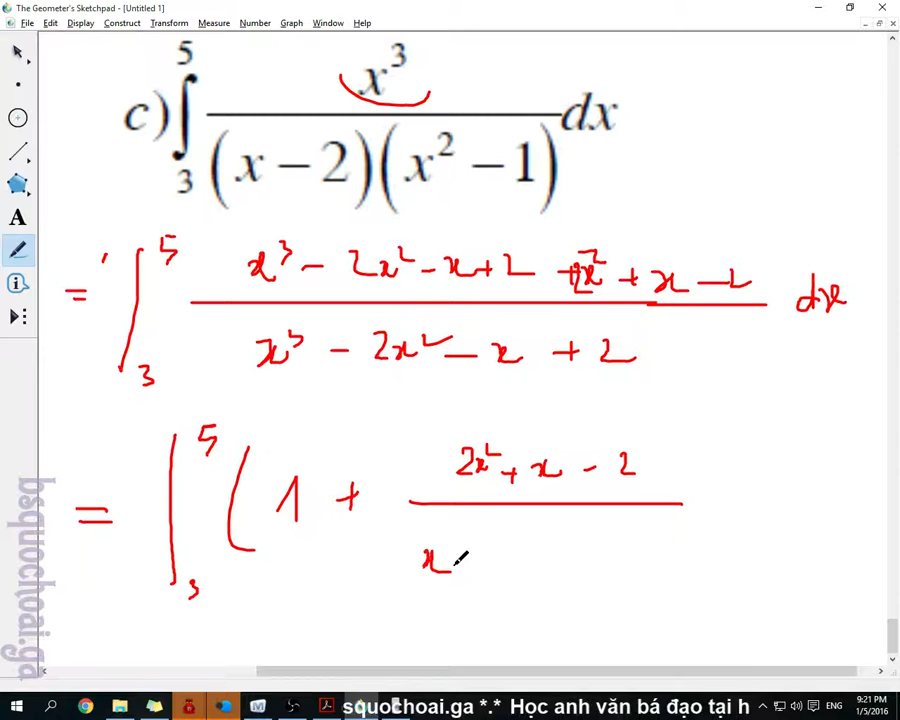 The Geometer's Sketchpad - [Untitled 1]
File Edit Display Construct Transform Measure Number Graph Window Help
c) ∫₃⁵ x³ / ((x − 2)(x² − 1)) dx
= ∫₃⁵ (x³ − 2x² − x + 2 + 2x² + x − 2) / (x³ − 2x² − x + 2) dx
= ∫₃⁵ ( 1 + (2x² + x − 2) / x
bsquochoai.ga
squochoai.ga *.* Học anh văn bá đạo tại h
ENG
9:21 PM
1/5/2016